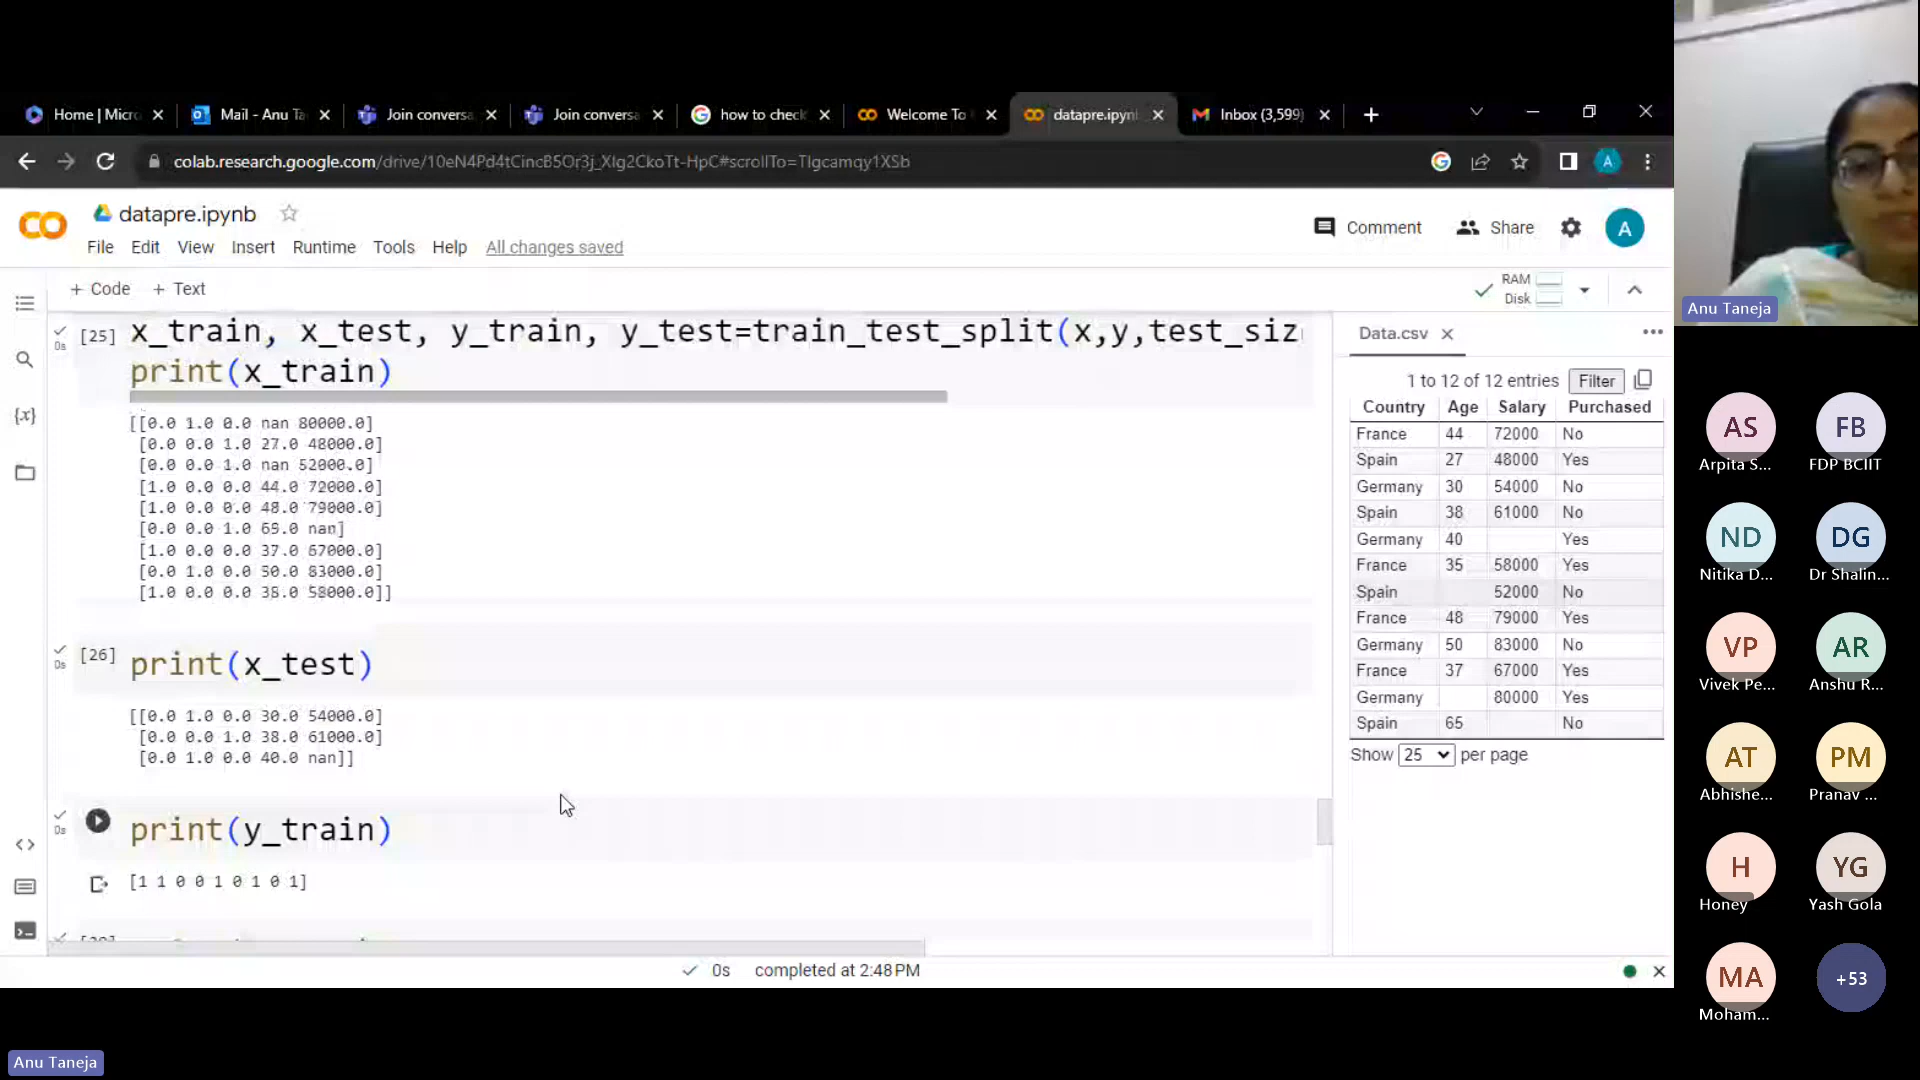 Home | Micro
Mail - Anu Ta
Join conversa
Join conversa
how to check
Welcome To
datapre.ipynb
Inbox (3,599)
colab.research.google.com/drive/10eN4Pd4tCincB5Or3j_XIg2CkoTt-HpC#scrollTo=TIgcamqy1XSb
A
CO
datapre.ipynb
File Edit View Insert Runtime Tools Help All changes saved
Comment
Share
A
+ Code + Text
RAM
Disk
{x}
[25] x_train, x_test, y_train, y_test=train_test_split(x,y,test_siz
0s
print(x_train)
[[0.0 1.0 0.0 nan 80000.0]
[0.0 0.0 1.0 27.0 48000.0]
[0.0 0.0 1.0 nan 52000.0]
[1.0 0.0 0.0 44.0 72000.0]
[1.0 0.0 0.0 48.0 79000.0]
[0.0 0.0 1.0 65.0 nan]
[1.0 0.0 0.0 37.0 67000.0]
[0.0 1.0 0.0 50.0 83000.0]
[1.0 0.0 0.0 35.0 58000.0]]
[26] print(x_test)
0s
[[0.0 1.0 0.0 30.0 54000.0]
[0.0 0.0 1.0 38.0 61000.0]
[0.0 1.0 0.0 40.0 nan]]
print(y_train)
0s
[1 1 0 0 1 0 1 0 1]
0s completed at 2:48 PM
Data.csv
1 to 12 of 12 entries Filter
Country Age Salary Purchased
France 44 72000 No
Spain 27 48000 Yes
Germany 30 54000 No
Spain 38 61000 No
Germany 40 Yes
France 35 58000 Yes
Spain 52000 No
France 48 79000 Yes
Germany 50 83000 No
France 37 67000 Yes
Germany 80000 Yes
Spain 65 No
Show 25 per page
Anu Taneja
AS FB
Arpita S... FDP BCIIT
ND DG
Nitika D... Dr Shalin...
VP AR
Vivek Pe... Anshu R...
AT PM
Abhishe... Pranav ...
H YG
Honey Yash Gola
MA +53
Moham...
Anu Taneja